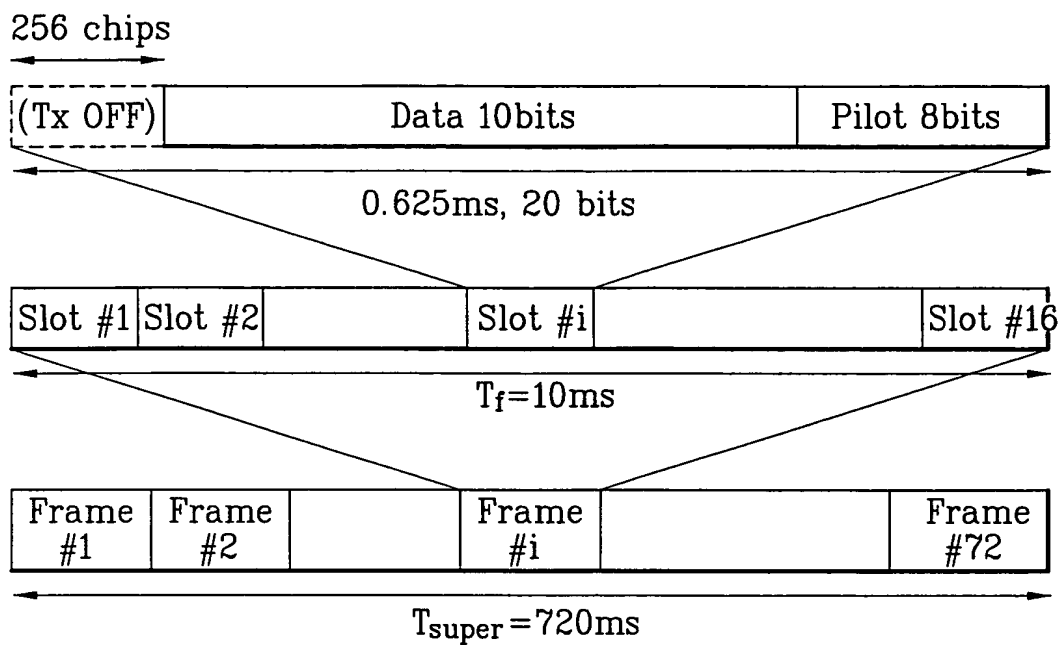 256 chips
(Tx OFF) Data 10bits Pilot 8bits
0.625ms, 20 bits
Slot #1 Slot #2 Slot #i Slot #16
Tf=10ms
Frame #1 Frame #2 Frame #i Frame #72
Tsuper=720ms